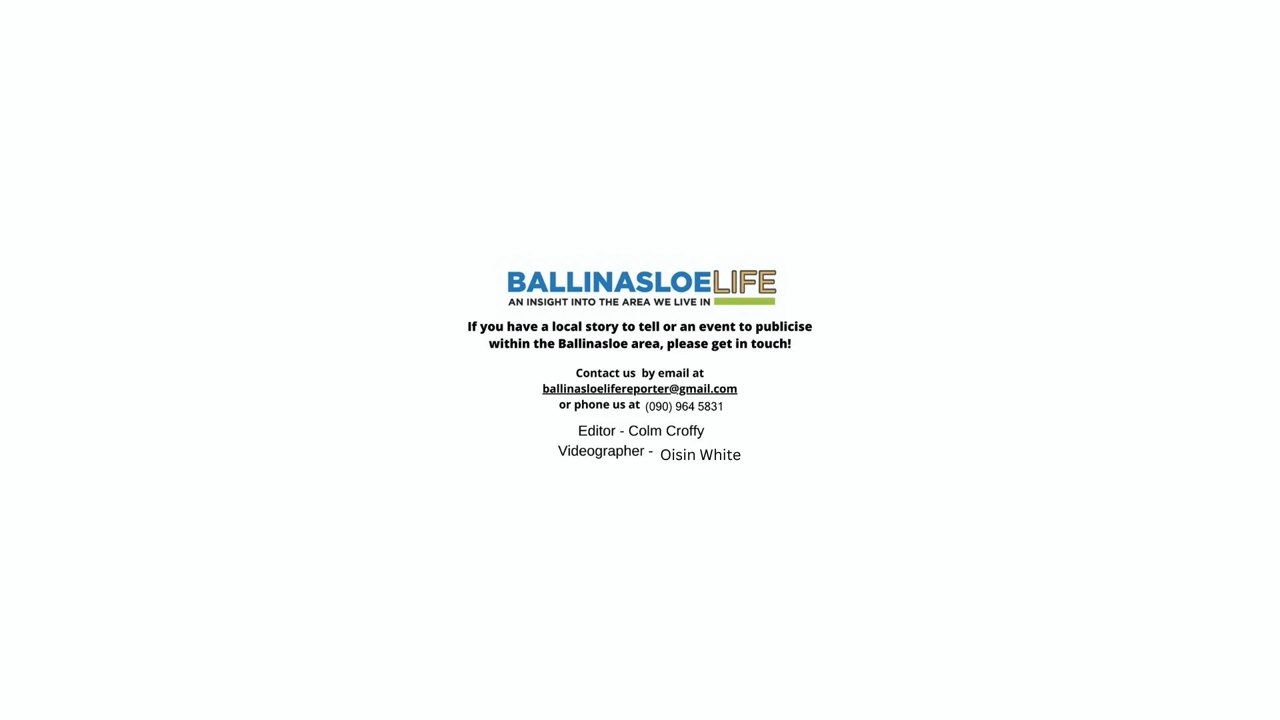 BALLINASLOELIFE
AN INSIGHT INTO THE AREA WE LIVE IN
If you have a local story to tell or an event to publicise
within the Ballinasloe area, please get in touch!
Contact us by email at
ballinasloelifereporter@gmail.com
or phone us at (090) 964 5831
Editor - Colm Croffy
Videographer - Oisin White